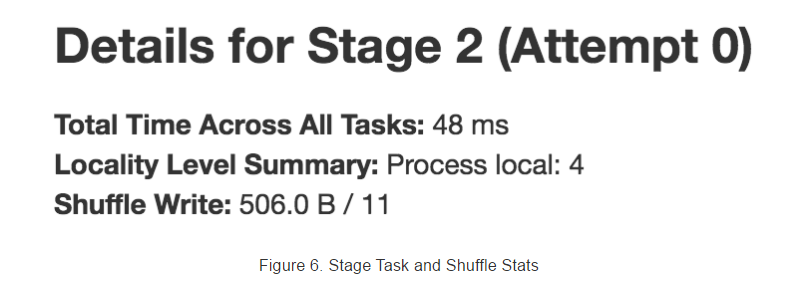 Details for Stage 2 (Attempt 0)
Total Time Across All Tasks: 48 ms
Locality Level Summary: Process local: 4
Shuffle Write: 506.0 B / 11
Figure 6. Stage Task and Shuffle Stats